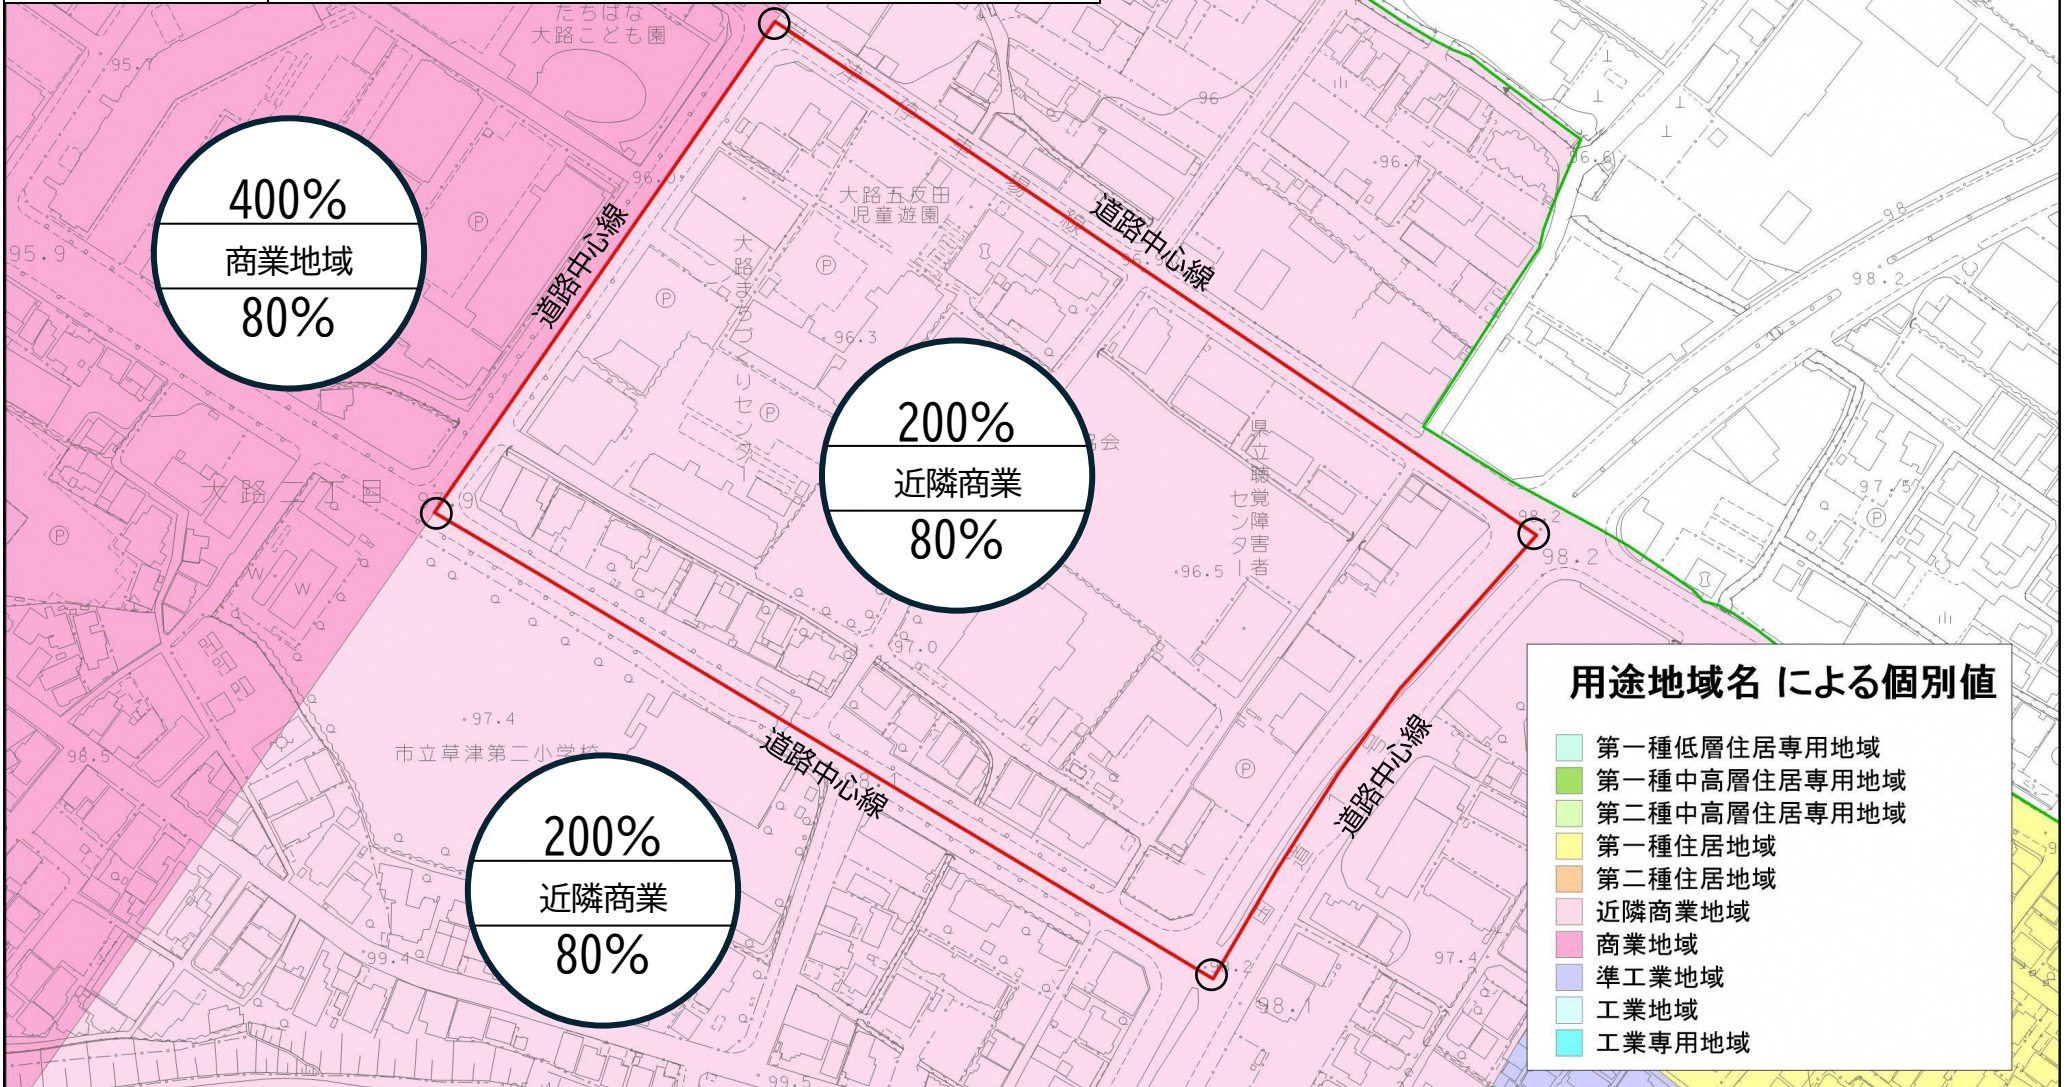 たちばな
大路こども園
95.7
96
400%
商業地域
80%
P
96.0
道路中心線
大路五反田
児童遊園
道路中心線
96.7
96.6
98
98.2
95.9
大路まちづくりセンター
P
P
96.3
P
200%
近隣商業
80%
県立聴覚障害者
センター
大路二丁目
P
W
W
96.5
98.2
98.2
97.5
P
97.0
97.4
市立草津第二小学校
道路中心線
98.5
P
道路中心線
200%
近隣商業
80%
99.4
97.4
98.1
99.5
用途地域名 による個別値
第一種低層住居専用地域
第一種中高層住居専用地域
第二種中高層住居専用地域
第一種住居地域
第二種住居地域
近隣商業地域
商業地域
準工業地域
工業地域
工業専用地域